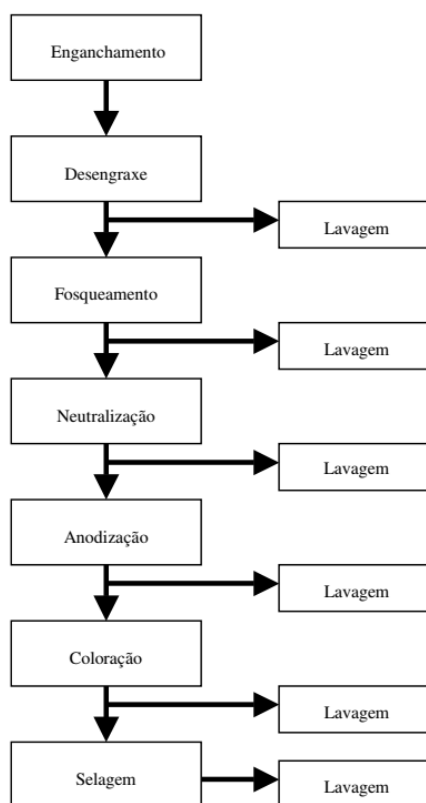 Enganchamento
Desengraxe
Lavagem
Fosqueamento
Lavagem
Neutralização
Lavagem
Anodização
Lavagem
Coloração
Lavagem
Selagem
Lavagem